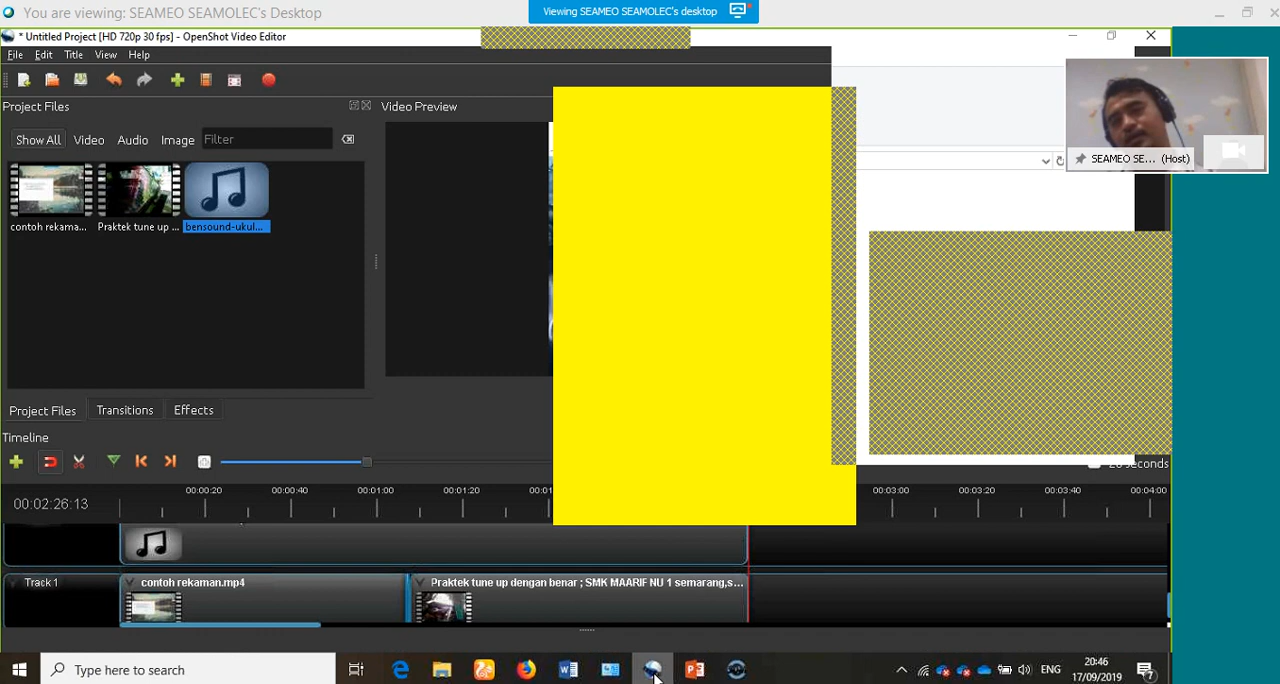 You are viewing: SEAMEO SEAMOLEC's Desktop
Viewing SEAMEO SEAMOLEC's desktop
* Untitled Project [HD 720p 30 fps] - OpenShot Video Editor
File Edit Title View Help
Project Files
Video Preview
Show All Video Audio Image Filter
contoh rekama... Praktek tune up ... bensound-ukul...
SEAMEO SE... (Host)
Project Files Transitions Effects
Timeline
seconds
00:02:26:13
00:00:20 00:00:40 00:01:00 00:01:20 00:03:00 00:03:20 00:03:40 00:04:00
Track 1
contoh rekaman.mp4
Praktek tune up dengan benar ; SMK MAARIF NU 1 semarang,s...
Type here to search
ENG
20:46
17/09/2019
7